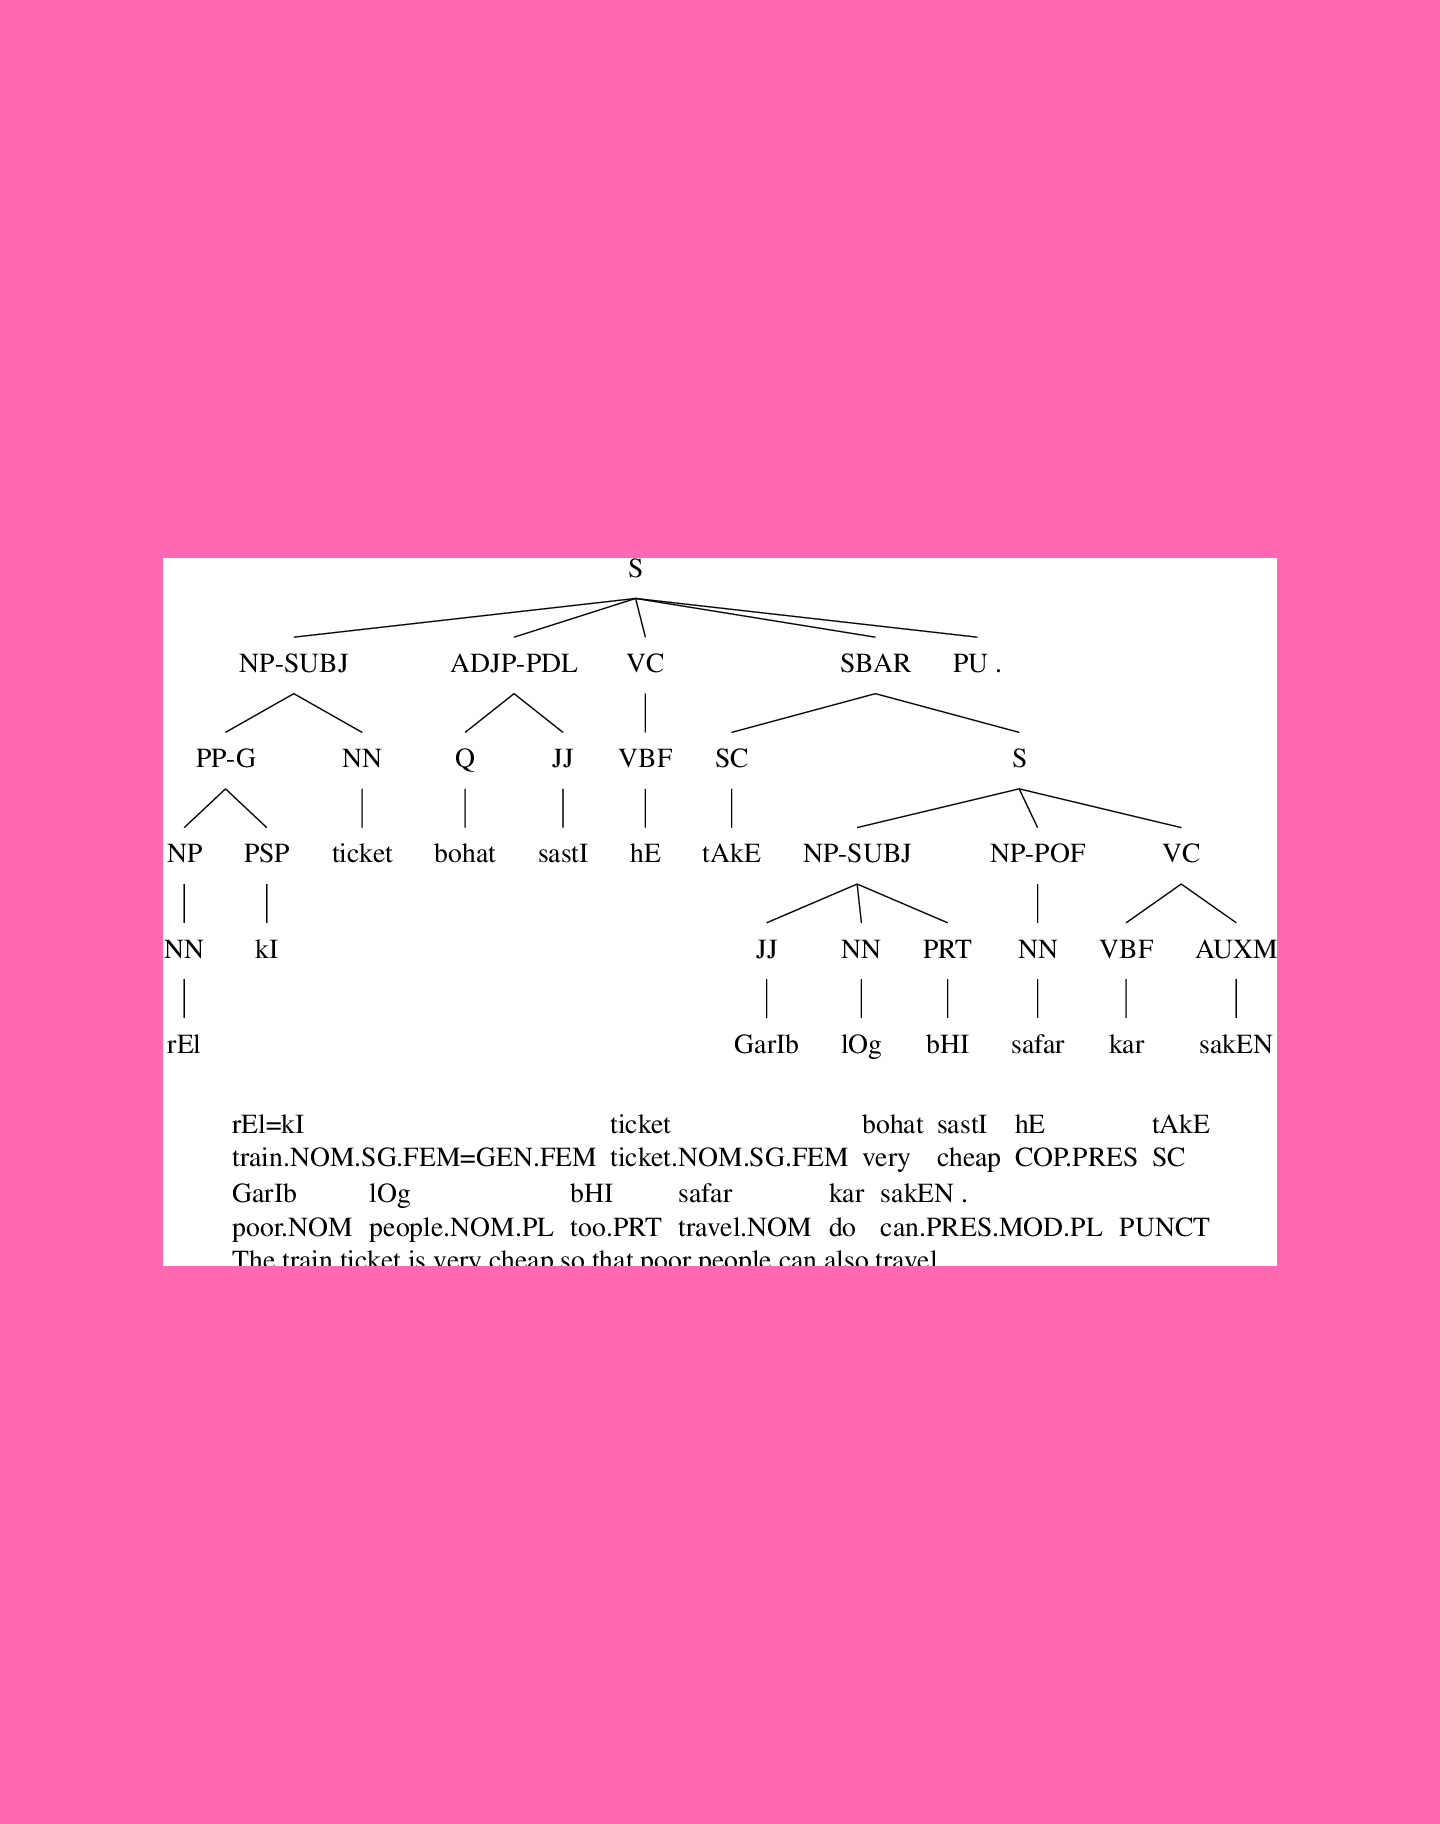 S
NP-SUBJ ADJP-PDL VC SBAR PU .
PP-G NN Q JJ VBF SC S
NP PSP ticket bohat sastI hE tAkE NP-SUBJ NP-POF VC
NN kI JJ NN PRT NN VBF AUXM
rEl GarIb lOg bHI safar kar sakEN
rEl=kI ticket bohat sastI hE tAkE
train.NOM.SG.FEM=GEN.FEM ticket.NOM.SG.FEM very cheap COP.PRES SC
GarIb lOg bHI safar kar sakEN .
poor.NOM people.NOM.PL too.PRT travel.NOM do can.PRES.MOD.PL PUNCT
The train ticket is very cheap so that poor people can also travel